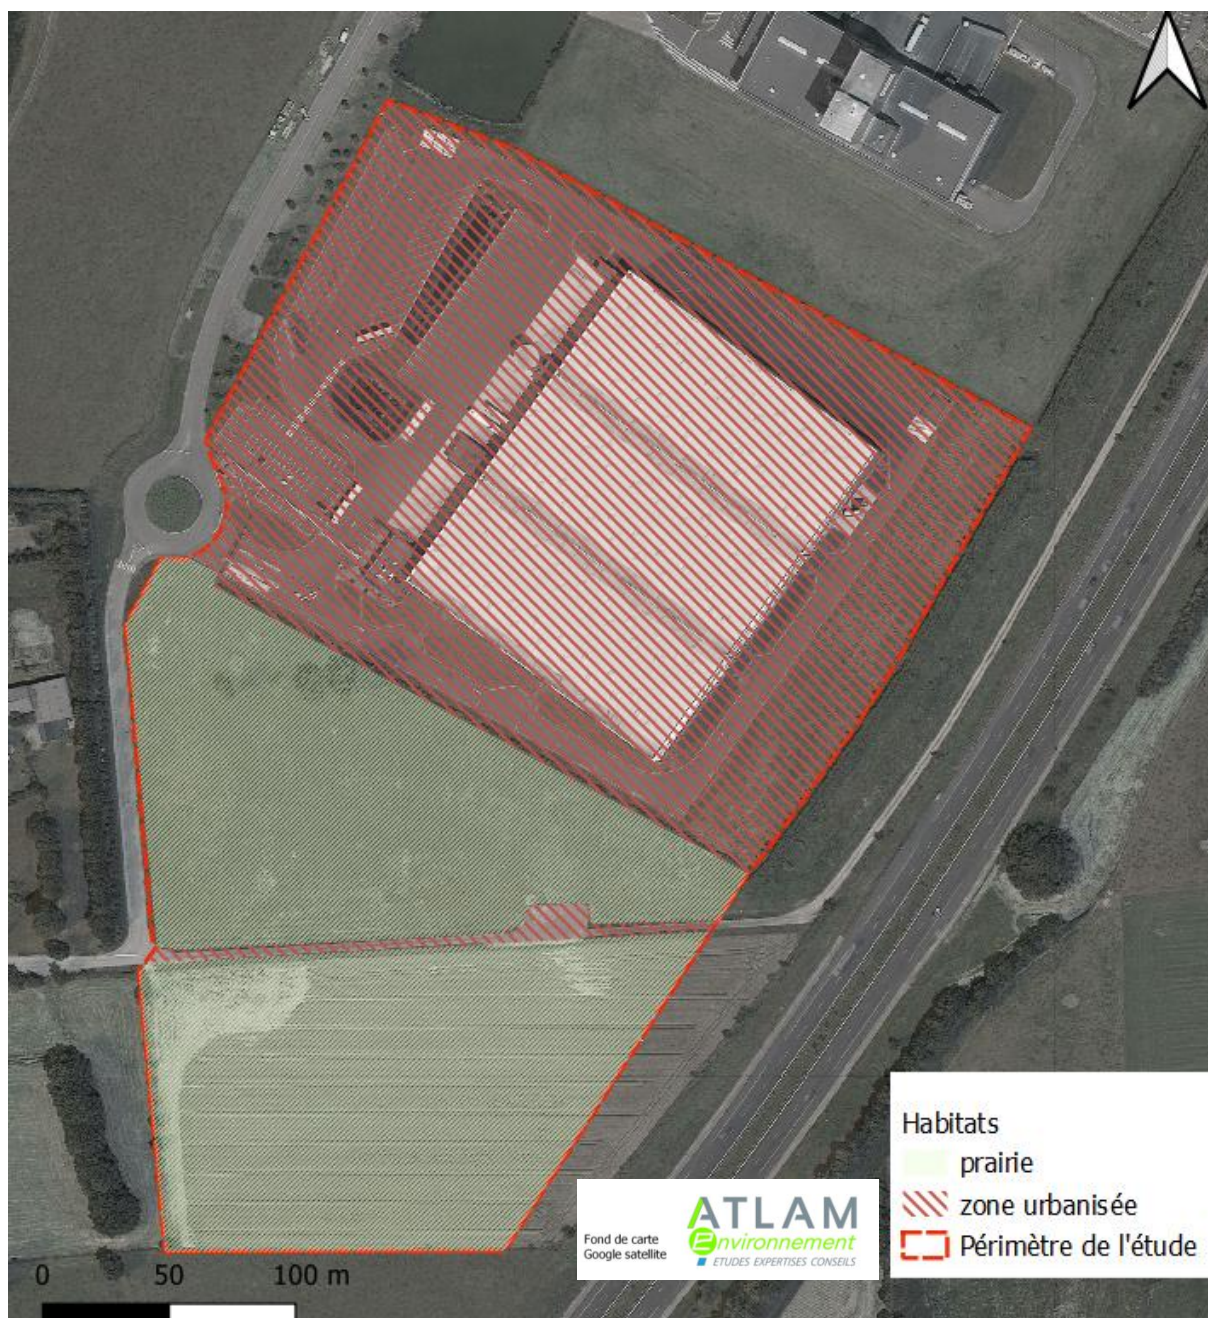 Habitats
prairie
zone urbanisée
Périmètre de l'étude
Fond de carte
Google satellite
ATLAM
environnement
ETUDES EXPERTISES CONSEILS
0 50 100 m